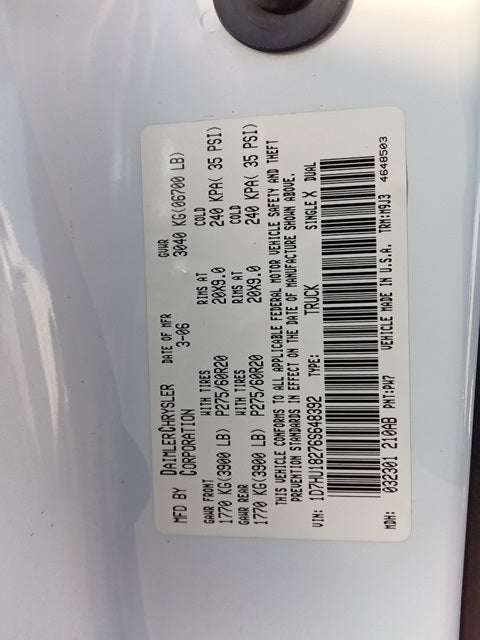 MFD BY DAIMLERCHRYSLER CORPORATION
DATE OF MFR 3-06
GVWR 3040 KG(06700 LB)
GAWR FRONT WITH TIRES RIMS AT COLD
1770 KG(3900 LB) P275/60R20 20X9.0 240 KPA( 35 PSI)
GAWR REAR WITH TIRES RIMS AT COLD
1770 KG(3900 LB) P275/60R20 20X9.0 240 KPA( 35 PSI)
THIS VEHICLE CONFORMS TO ALL APPLICABLE FEDERAL MOTOR VEHICLE SAFETY AND THEFT
PREVENTION STANDARDS IN EFFECT ON THE DATE OF MANUFACTURE SHOWN ABOVE.
VIN: 1D7HU18276S648392 TYPE: TRUCK SINGLE X DUAL
MDH: 032301 210AB PNT:PW7 VEHICLE MADE IN U.S.A. TRM:M9J3
4648503